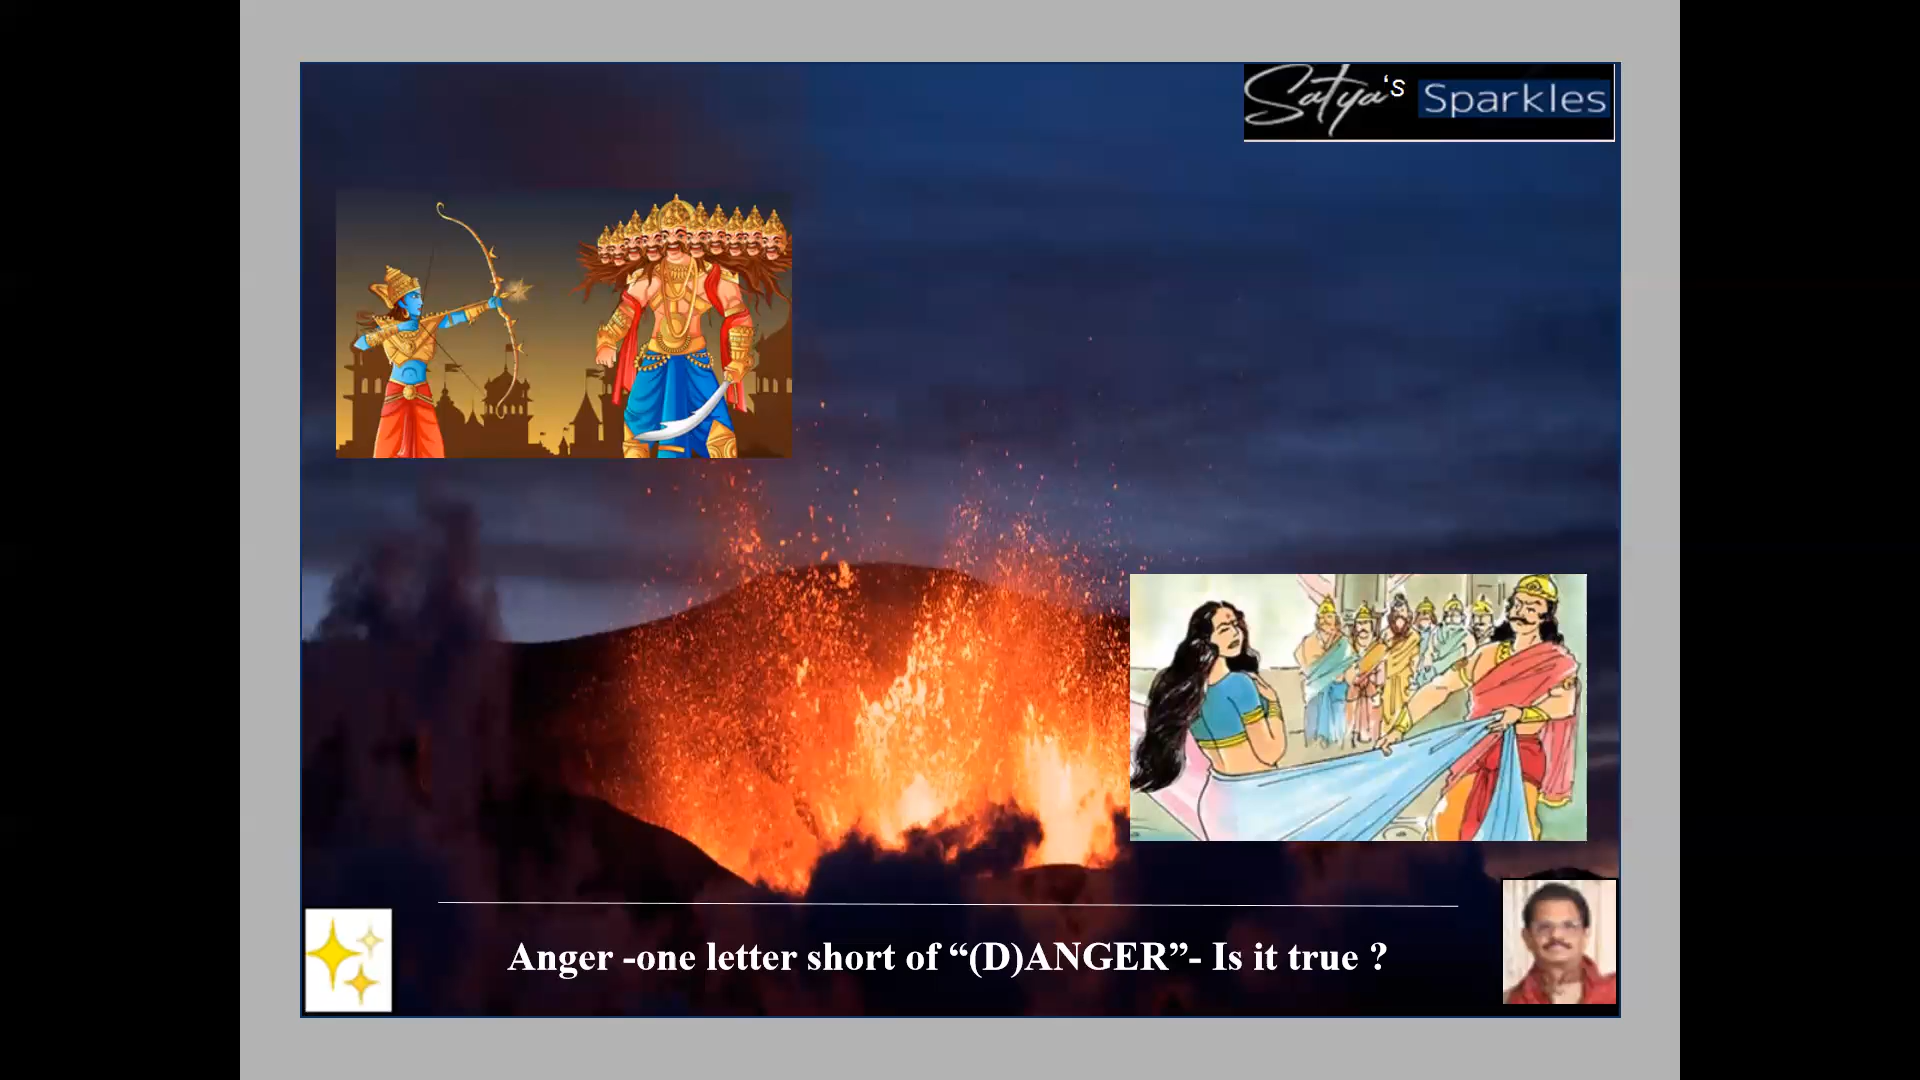 Satya's Sparkles
Anger -one letter short of “(D)ANGER”- Is it true ?